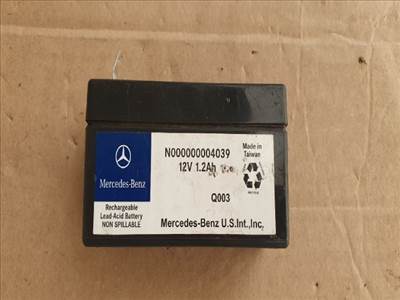 N000000004039
12V 1.2Ah
Made in
Taiwan
Mercedes-Benz
Rechargeable
Lead-Acid Battery
NON SPILLABLE
Q003
Mercedes-Benz U.S.Int.,Inc.